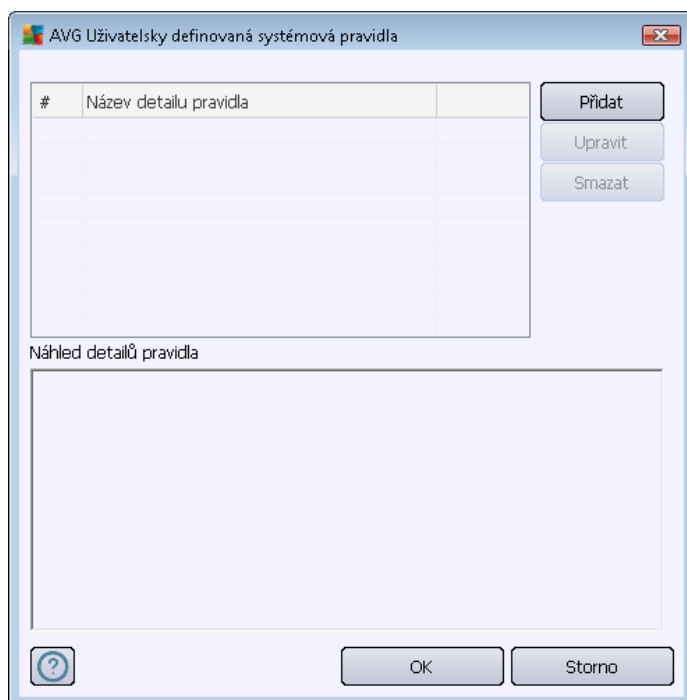 AVG Uživatelsky definovaná systémová pravidla
# Název detailu pravidla
Přidat
Upravit
Smazat
Náhled detailů pravidla
?
OK
Storno